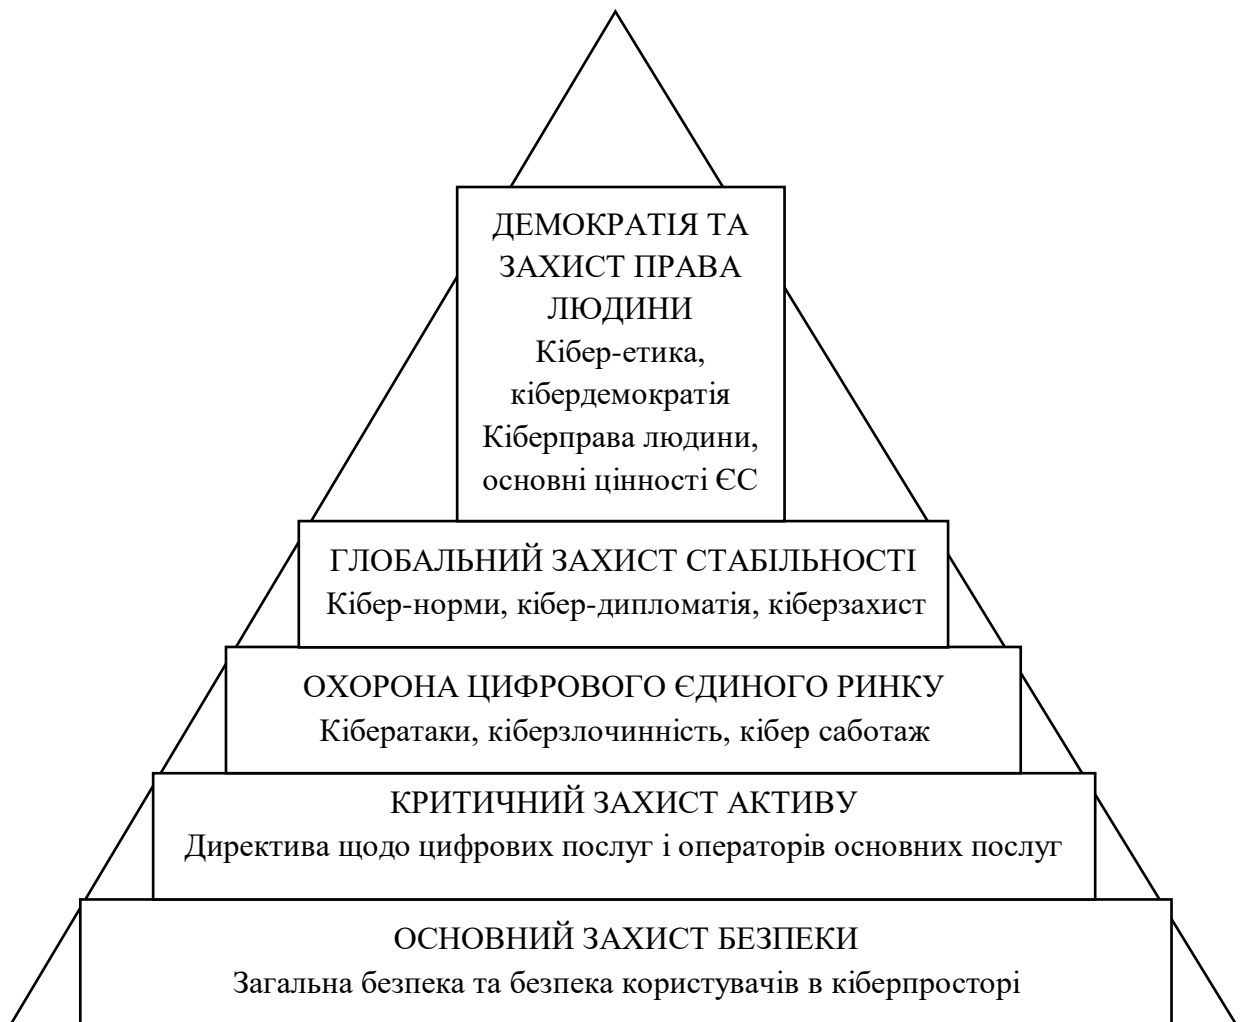 ДЕМОКРАТІЯ ТА
ЗАХИСТ ПРАВА
ЛЮДИНИ
Кібер-етика,
кібердемократія
Кіберправа людини,
основні цінності ЄС
ГЛОБАЛЬНИЙ ЗАХИСТ СТАБІЛЬНОСТІ
Кібер-норми, кібер-дипломатія, кіберзахист
ОХОРОНА ЦИФРОВОГО ЄДИНОГО РИНКУ
Кібератаки, кіберзлочинність, кібер саботаж
КРИТИЧНИЙ ЗАХИСТ АКТИВУ
Директива щодо цифрових послуг і операторів основних послуг
ОСНОВНИЙ ЗАХИСТ БЕЗПЕКИ
Загальна безпека та безпека користувачів в кіберпросторі